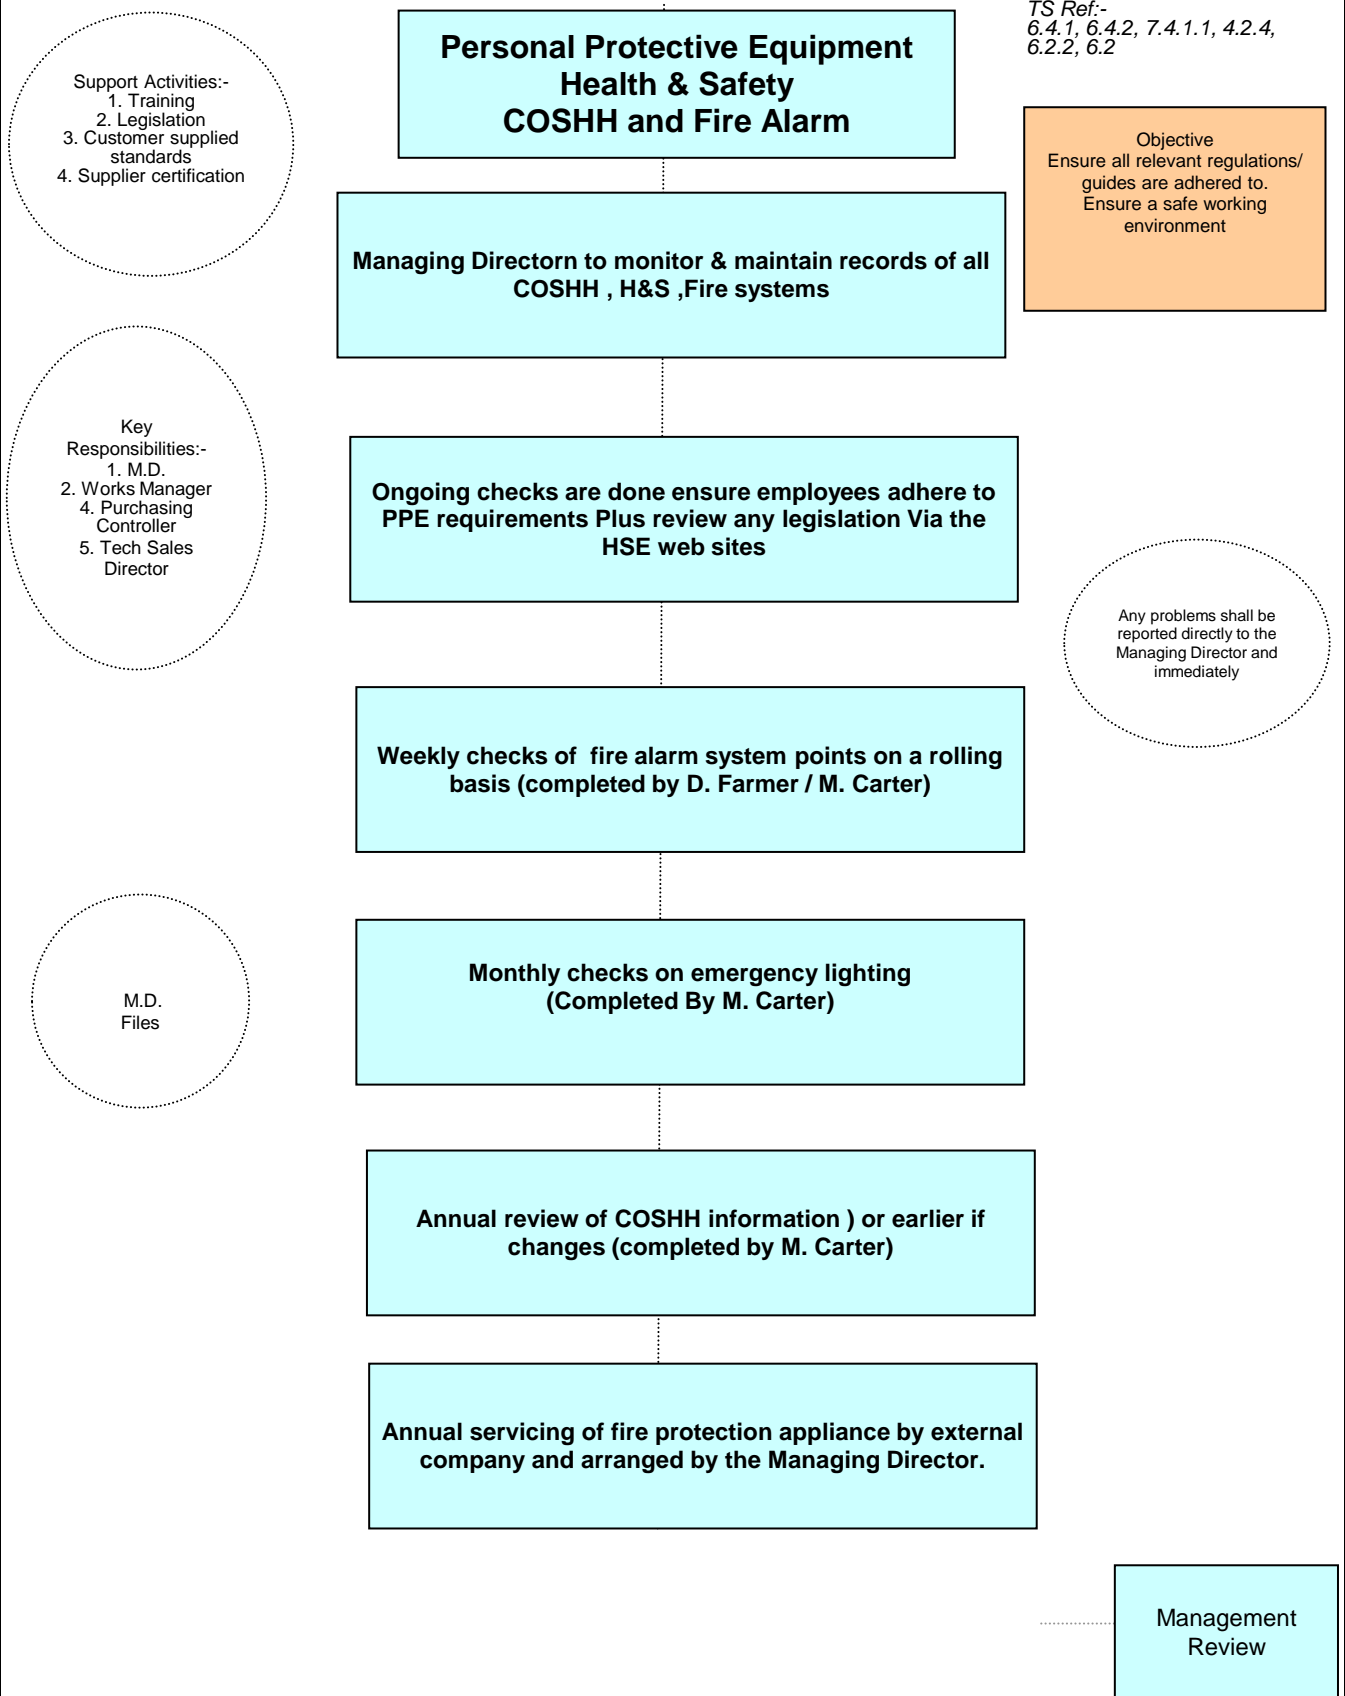 TS Ref:-
6.4.1, 6.4.2, 7.4.1.1, 4.2.4,
6.2.2, 6.2
Personal Protective Equipment
Health & Safety
COSHH and Fire Alarm
Support Activities:-
1. Training
2. Legislation
3. Customer supplied
standards
4. Supplier certification
Objective
Ensure all relevant regulations/
guides are adhered to.
Ensure a safe working
environment
Managing Directorn to monitor & maintain records of all
COSHH , H&S ,Fire systems
Key
Responsibilities:-
1. M.D.
2. Works Manager
4. Purchasing
Controller
5. Tech Sales
Director
Ongoing checks are done ensure employees adhere to
PPE requirements Plus review any legislation Via the
HSE web sites
Any problems shall be
reported directly to the
Managing Director and
immediately
Weekly checks of  fire alarm system points on a rolling
basis (completed by D. Farmer / M. Carter)
M.D.
Files
Monthly checks on emergency lighting
(Completed By M. Carter)
Annual review of COSHH information ) or earlier if
changes (completed by M. Carter)
Annual servicing of fire protection appliance by external
company and arranged by the Managing Director.
Management
Review